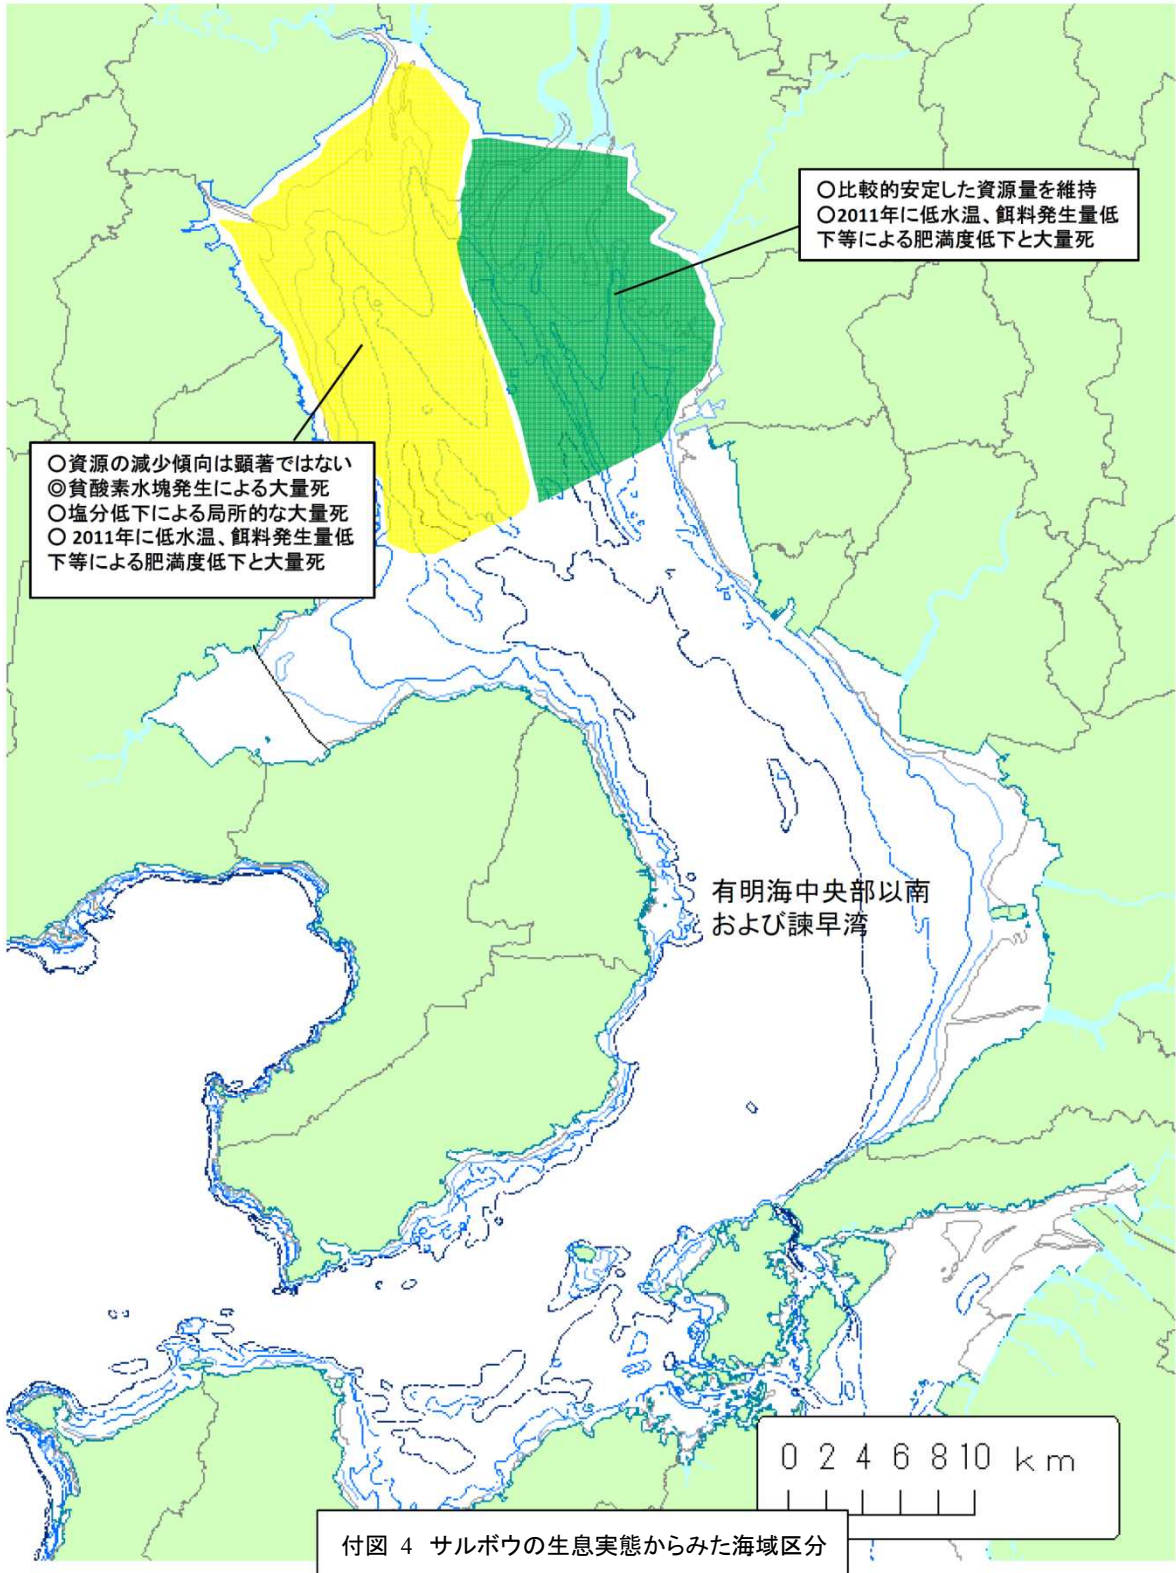 ○比較的安定した資源量を維持
○2011年に低水温、餌料発生量低
下等による肥満度低下と大量死
○資源の減少傾向は顕著ではない
◎貧酸素水塊発生による大量死
○塩分低下による局所的な大量死
○ 2011年に低水温、餌料発生量低
下等による肥満度低下と大量死
有明海中央部以南
および諫早湾
0 2 4 6 8 10 km
付図 4 サルボウの生息実態からみた海域区分